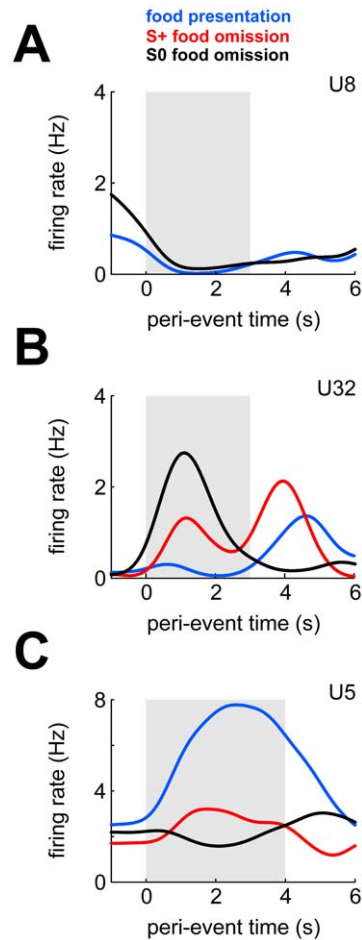 food presentation
S+ food omission
S0 food omission
A
U8
firing rate (Hz)
4
2
0
0 2 4 6
peri-event time (s)
B
U32
firing rate (Hz)
4
2
0
0 2 4 6
peri-event time (s)
C
U5
firing rate (Hz)
8
4
0
0 2 4 6
peri-event time (s)